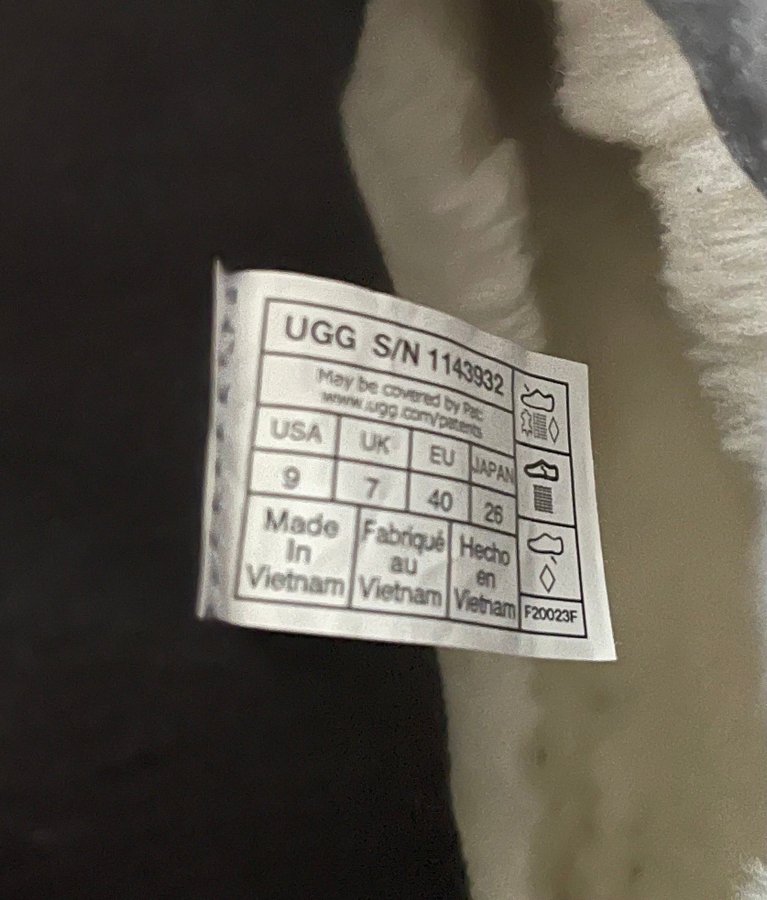 UGG S/N 1143932
May be covered by Pat:
www.ugg.com/patents
USA UK EU JAPAN
9 7 40 26
Made In Vietnam
Fabriqué au Vietnam
Hecho en Vietnam
F20023F